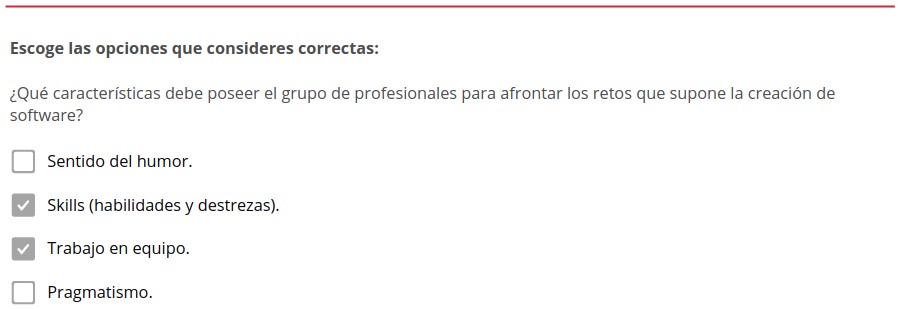 Escoge las opciones que consideres correctas:
¿Qué características debe poseer el grupo de profesionales para afrontar los retos que supone la creación de
software?
Sentido del humor.
Skills (habilidades y destrezas).
Trabajo en equipo.
Pragmatismo.